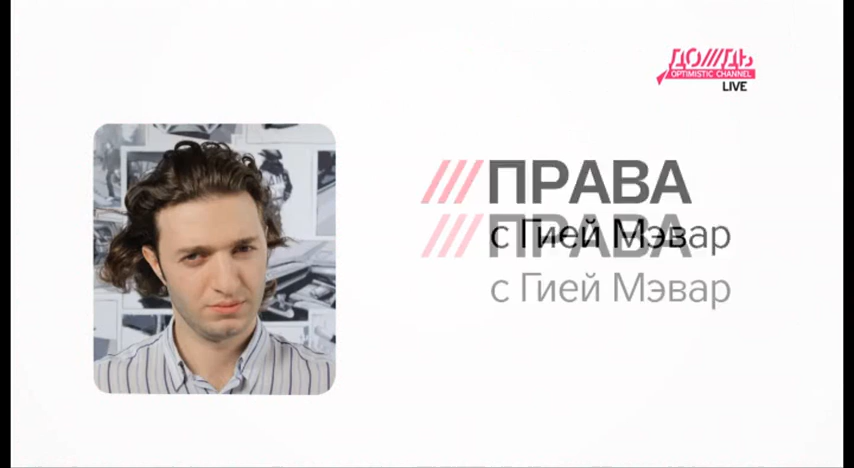 ДОЖДЬ
OPTIMISTIC CHANNEL
LIVE
///ПРАВА
с Гией Мэвар
///ПРАВА
с Гией Мэвар